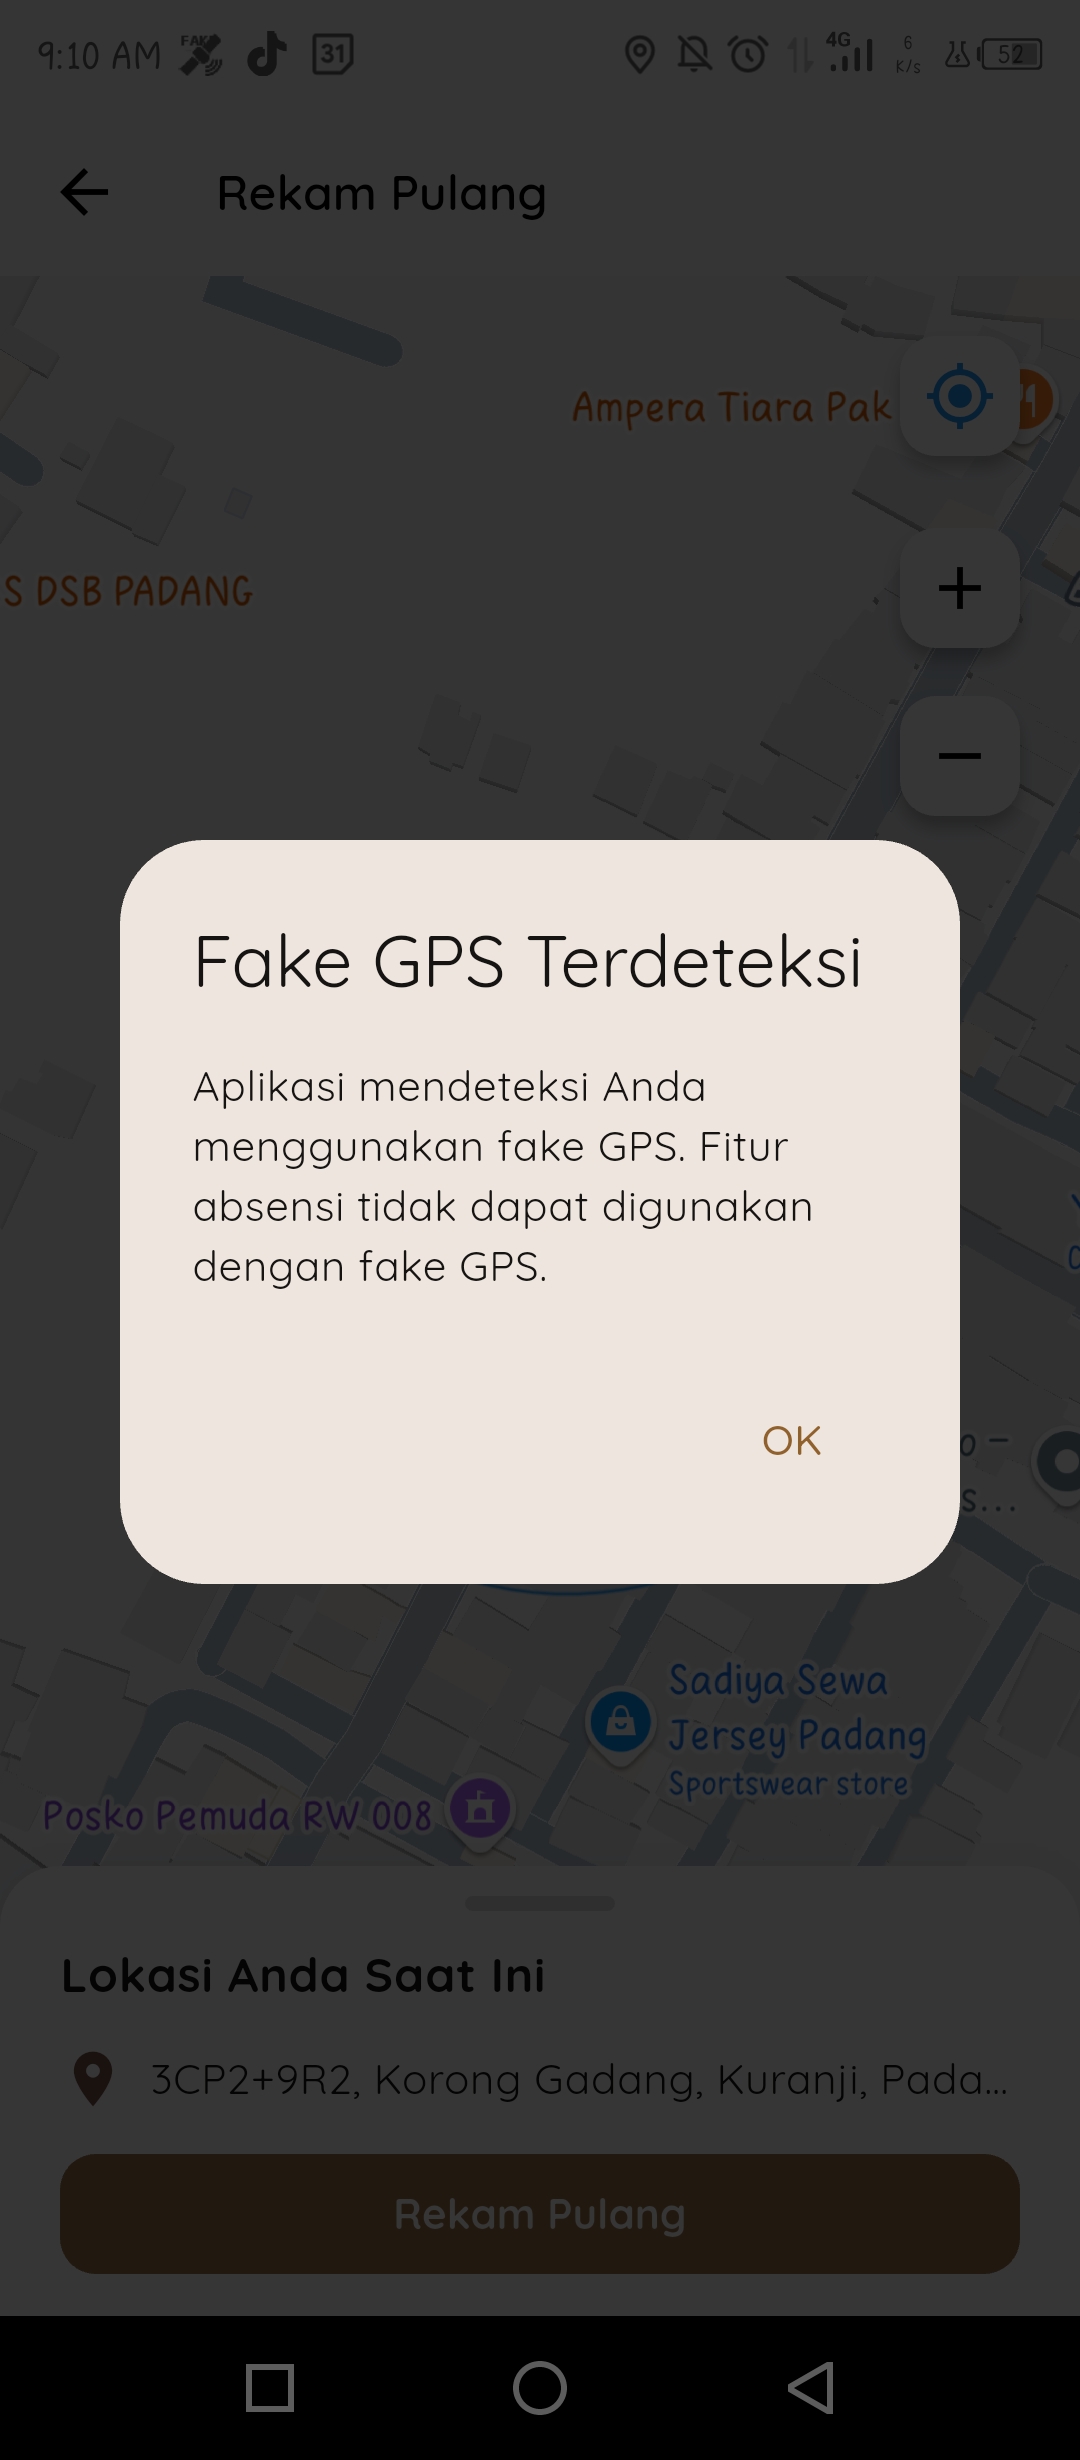 9:10 AM
FAKE
31
4G
6
K/s
52
Rekam Pulang
Ampera Tiara Pak
S DSB PADANG
Fake GPS Terdeteksi
Aplikasi mendeteksi Anda
menggunakan fake GPS. Fitur
absensi tidak dapat digunakan
dengan fake GPS.
OK
Sadiya Sewa
Jersey Padang
Sportswear store
Posko Pemuda RW 008
Lokasi Anda Saat Ini
3CP2+9R2, Korong Gadang, Kuranji, Pada...
Rekam Pulang